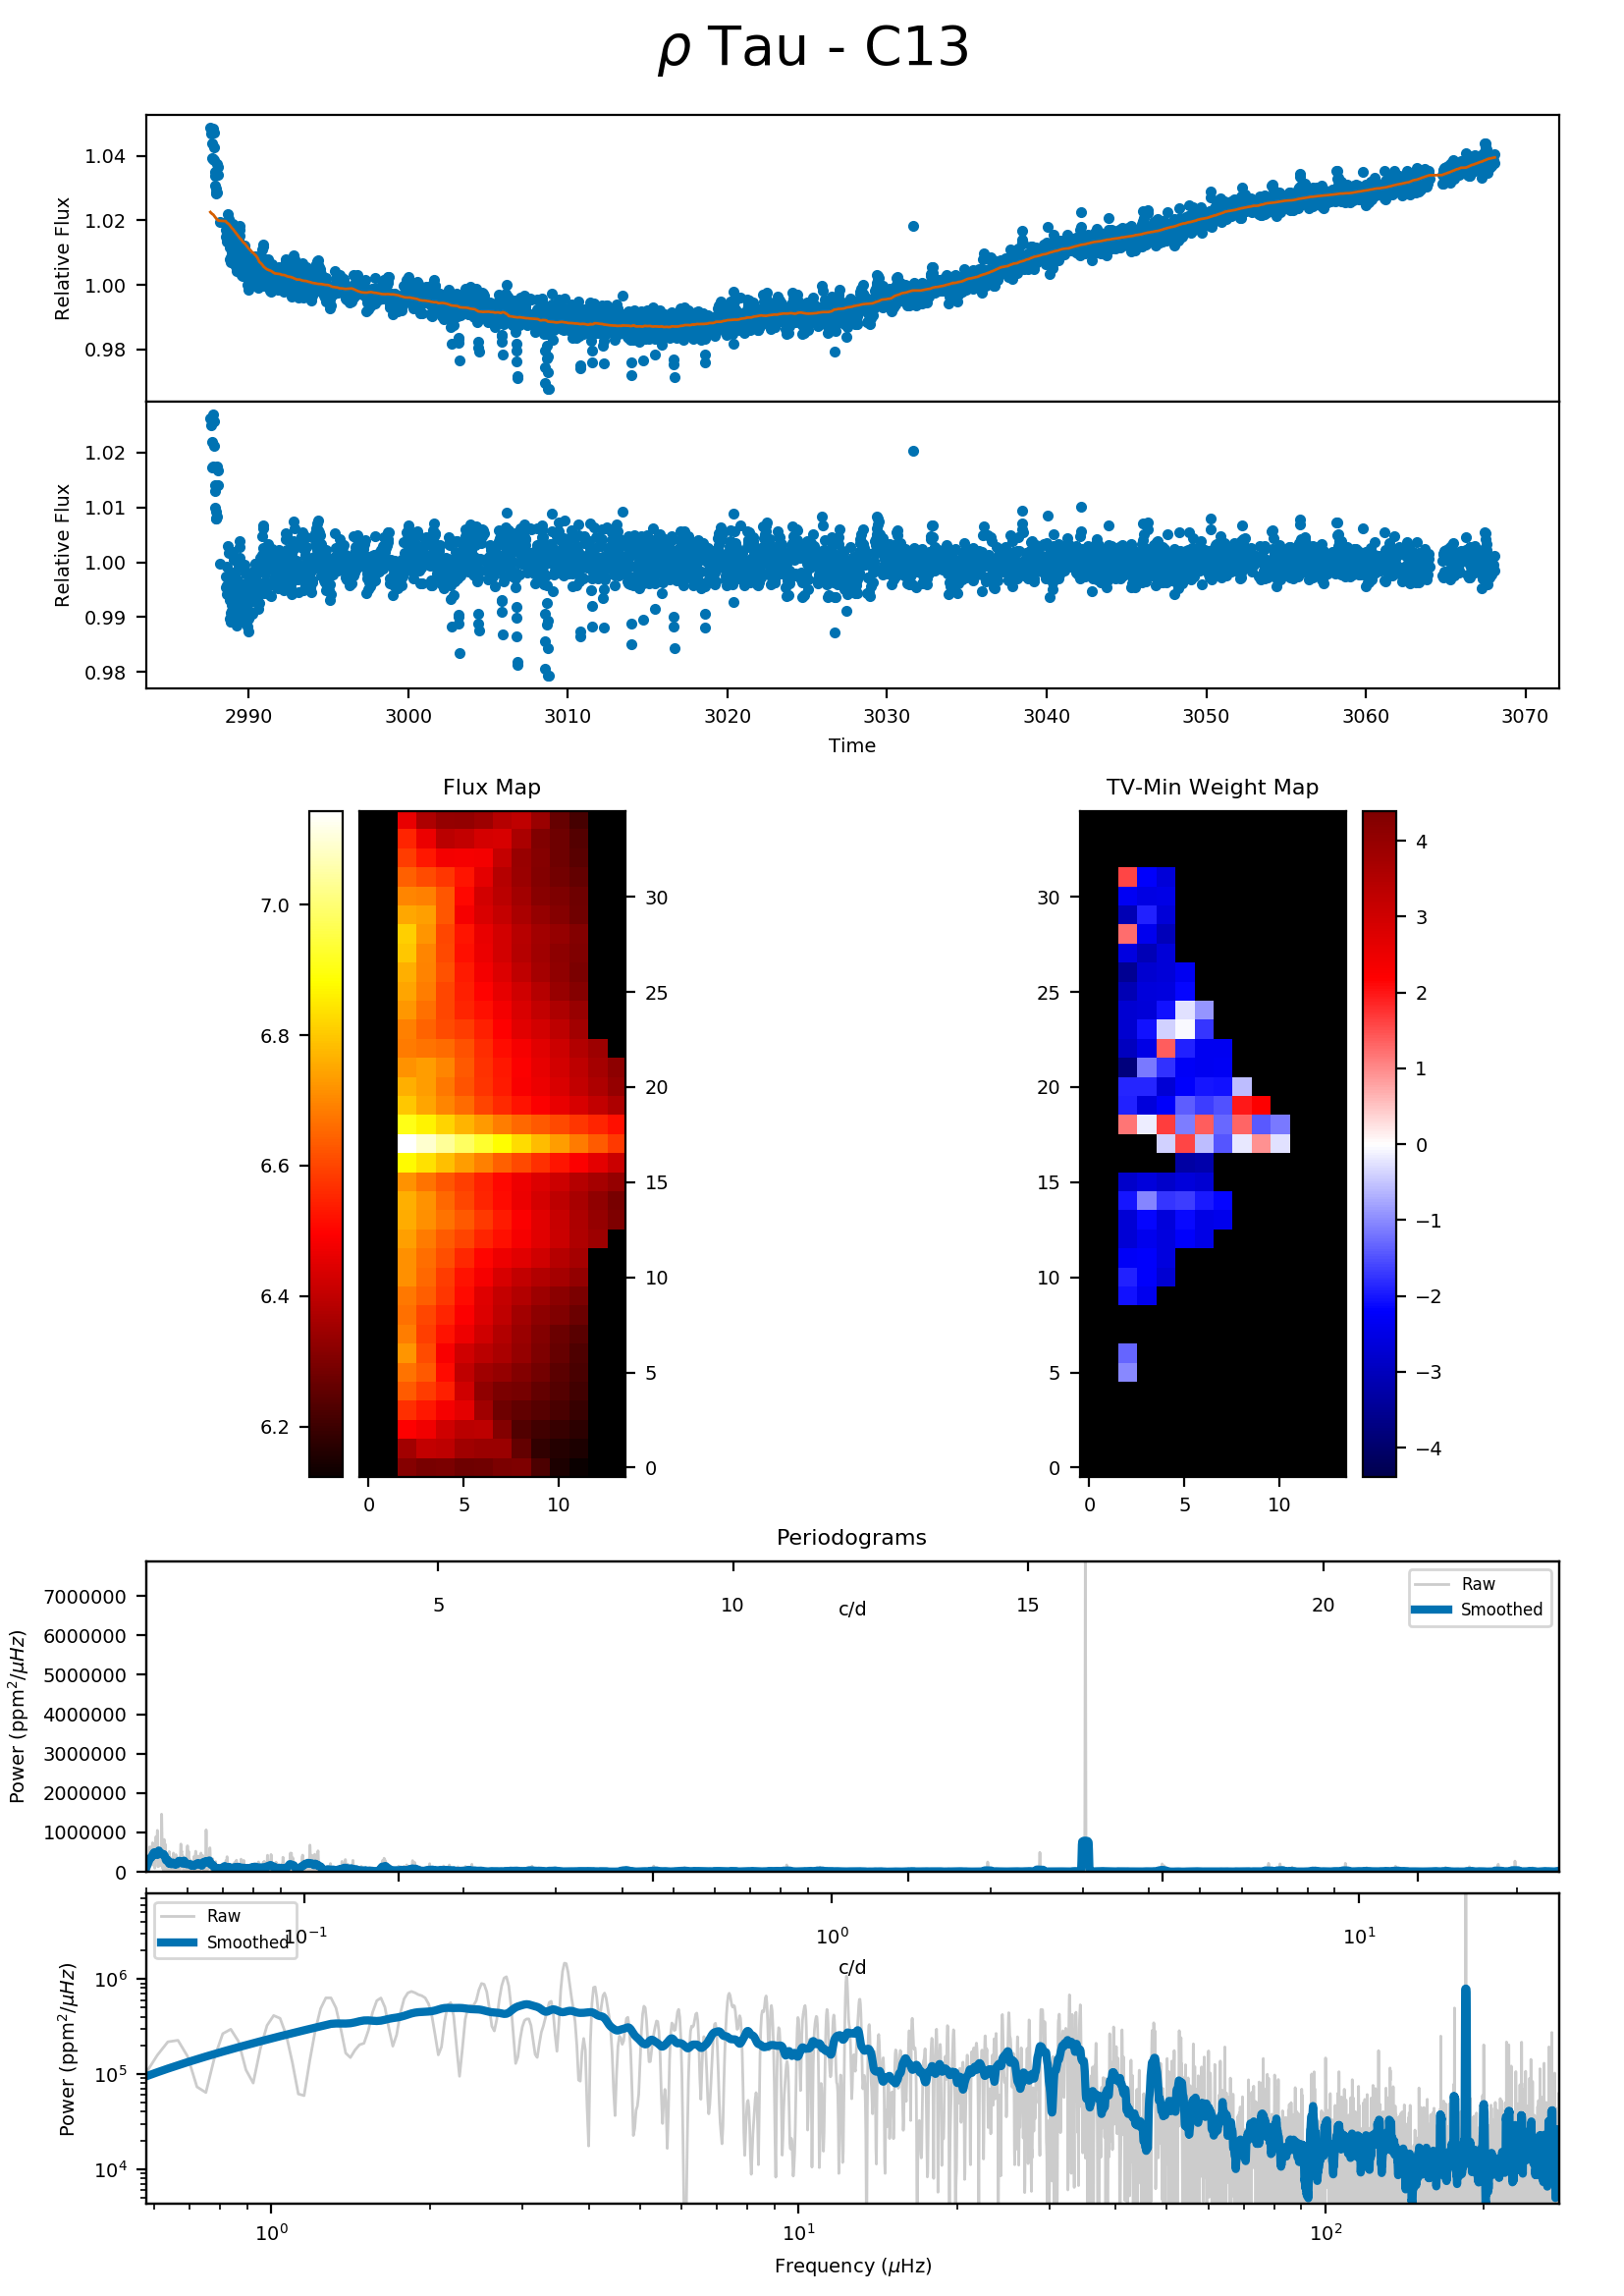 ρ Tau - C13
1.04
1.02
1.00
0.98
Relative Flux
1.02
1.01
1.00
0.99
0.98
Relative Flux
2990 3000 3010 3020 3030 3040 3050 3060 3070
Time
Flux Map
7.0
6.8
6.6
6.4
6.2
30
25
20
15
10
5
0
0 5 10
TV-Min Weight Map
30
25
20
15
10
5
0
0 5 10
4
3
2
1
0
−1
−2
−3
−4
Periodograms
7000000
6000000
5000000
4000000
3000000
2000000
1000000
0
Power (ppm²/μHz)
5 10 15 20
c/d
Raw
Smoothed
Raw
Smoothed
10⁻¹ 10⁰ 10¹
c/d
10⁶
10⁵
10⁴
Power (ppm²/μHz)
10⁰ 10¹ 10²
Frequency (μHz)